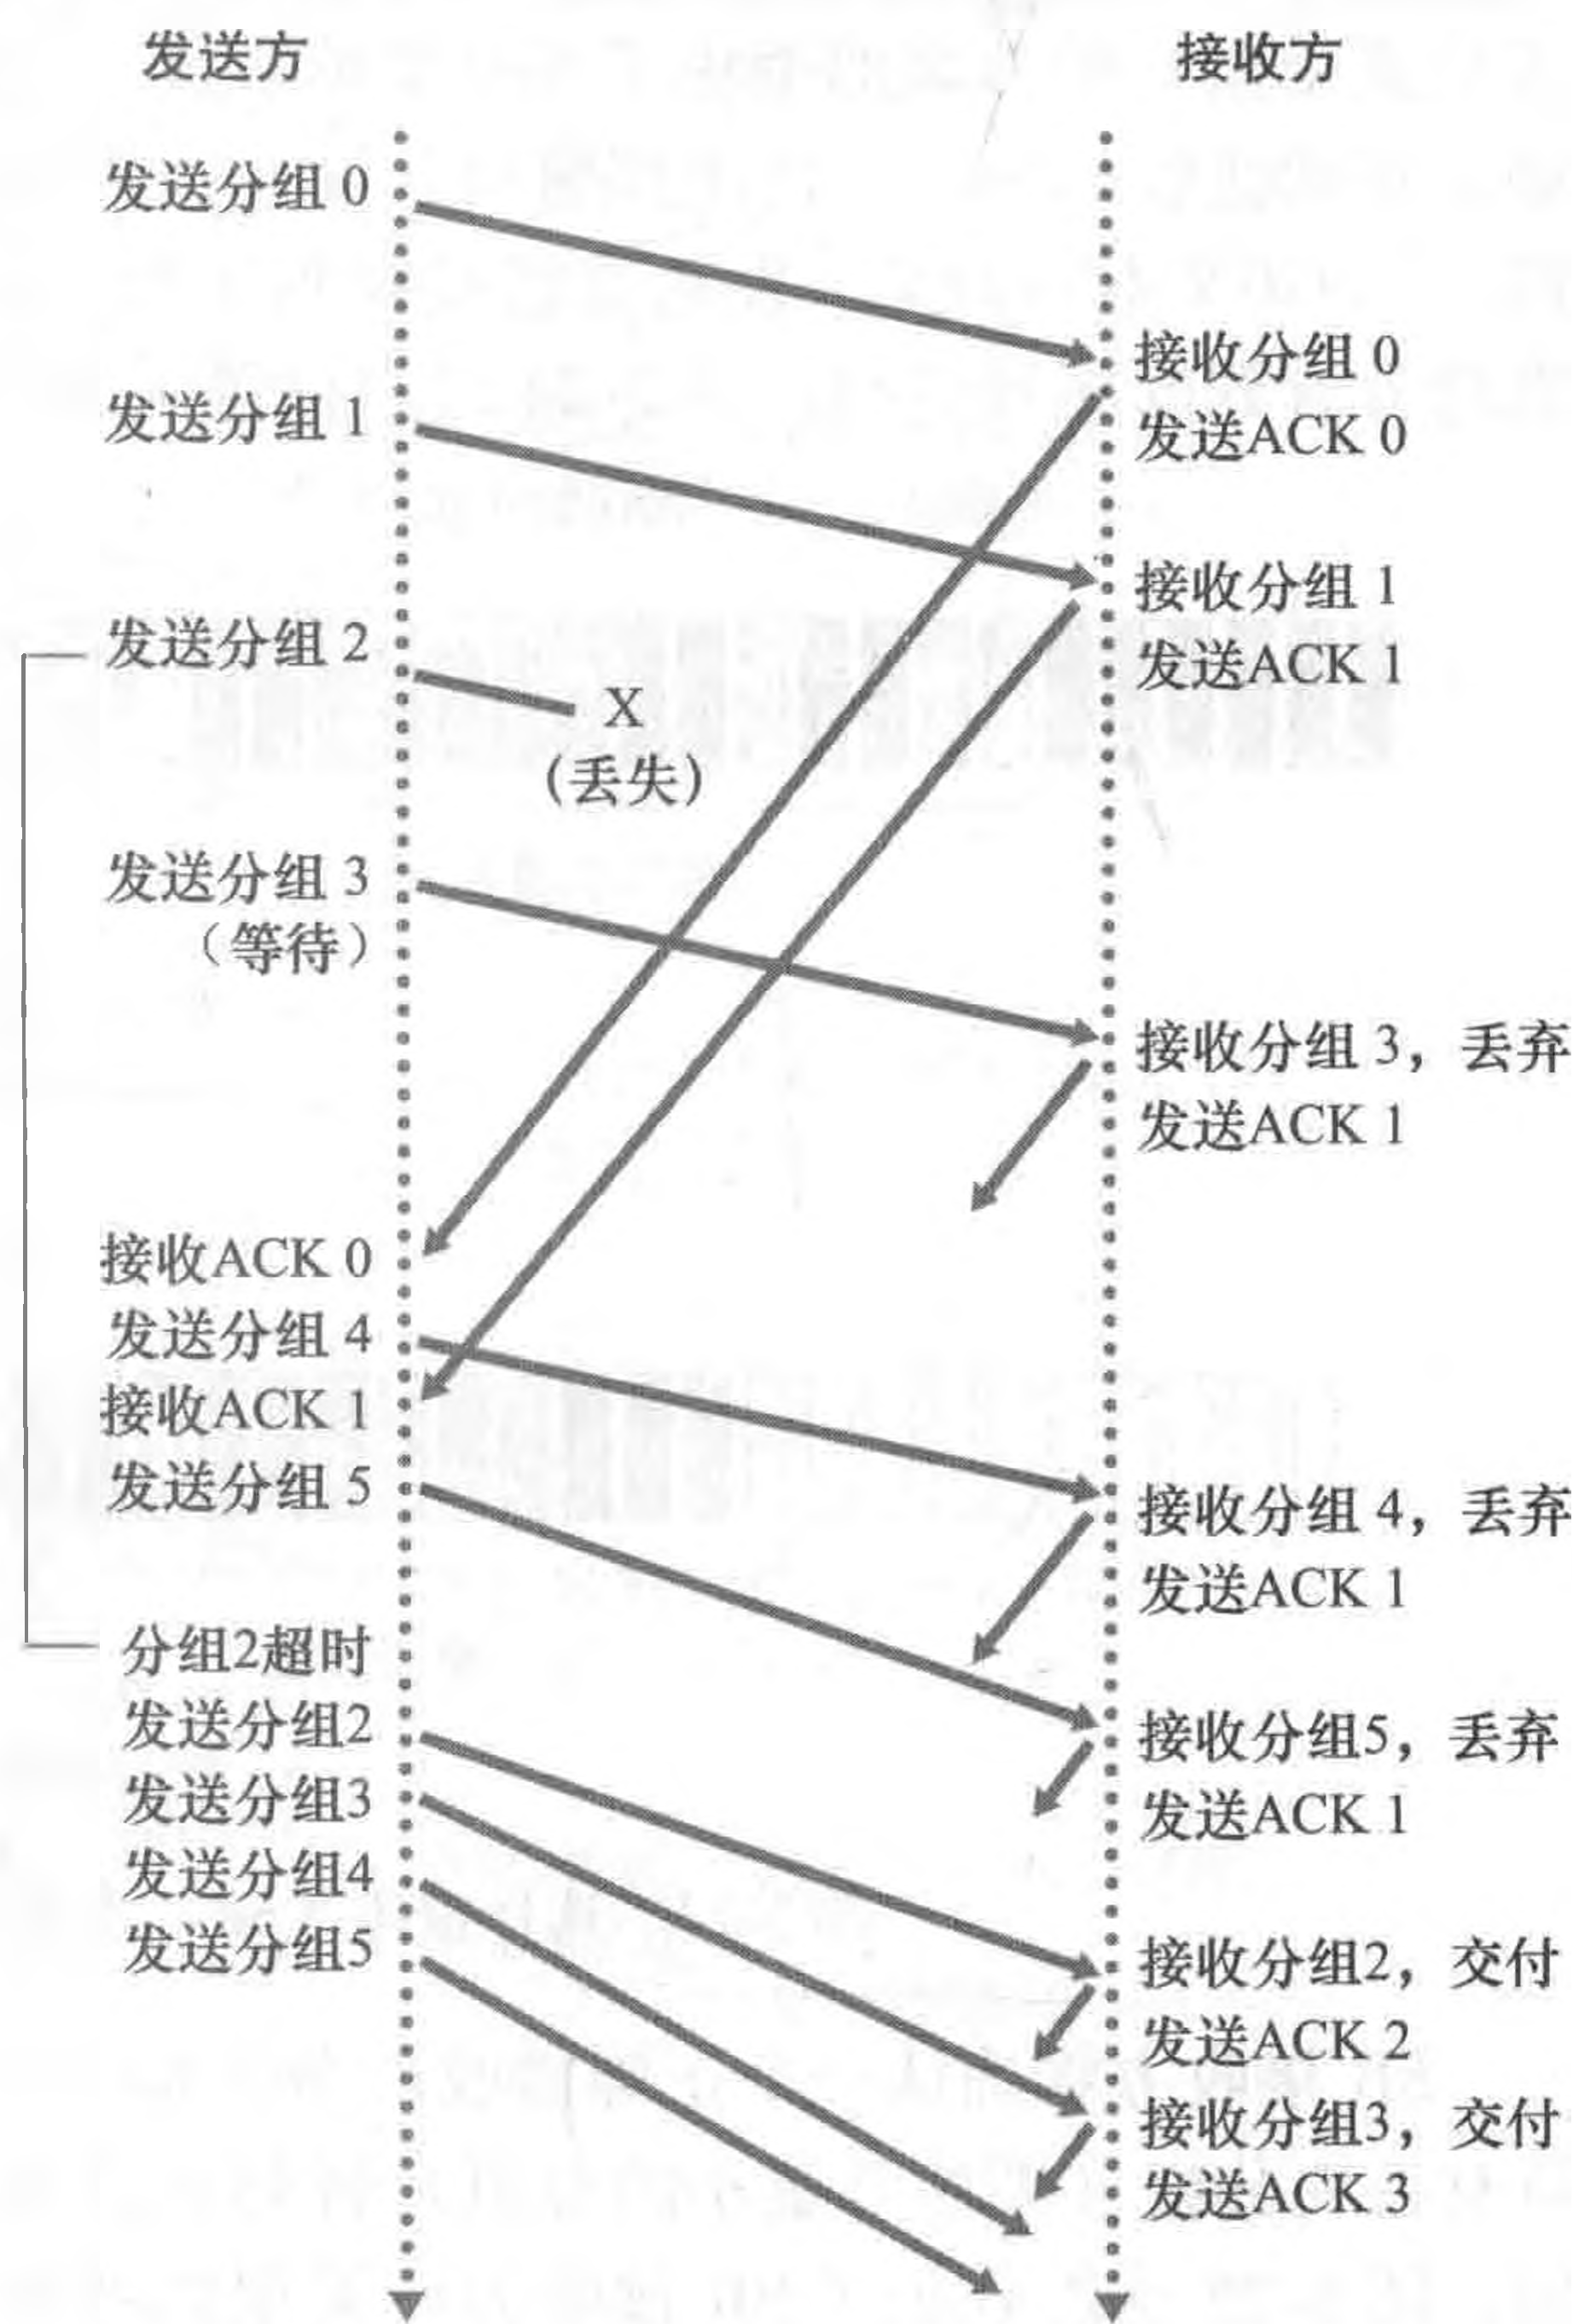 发送方
接收方
发送分组 0
接收分组 0
发送ACK 0
发送分组 1
接收分组 1
发送ACK 1
发送分组 2
X
(丢失)
发送分组 3
（等待）
接收分组 3，丢弃
发送ACK 1
接收ACK 0
发送分组 4
接收ACK 1
发送分组 5
接收分组 4，丢弃
发送ACK 1
分组2超时
发送分组2
发送分组3
发送分组4
发送分组5
接收分组5，丢弃
发送ACK 1
接收分组2，交付
发送ACK 2
接收分组3，交付
发送ACK 3